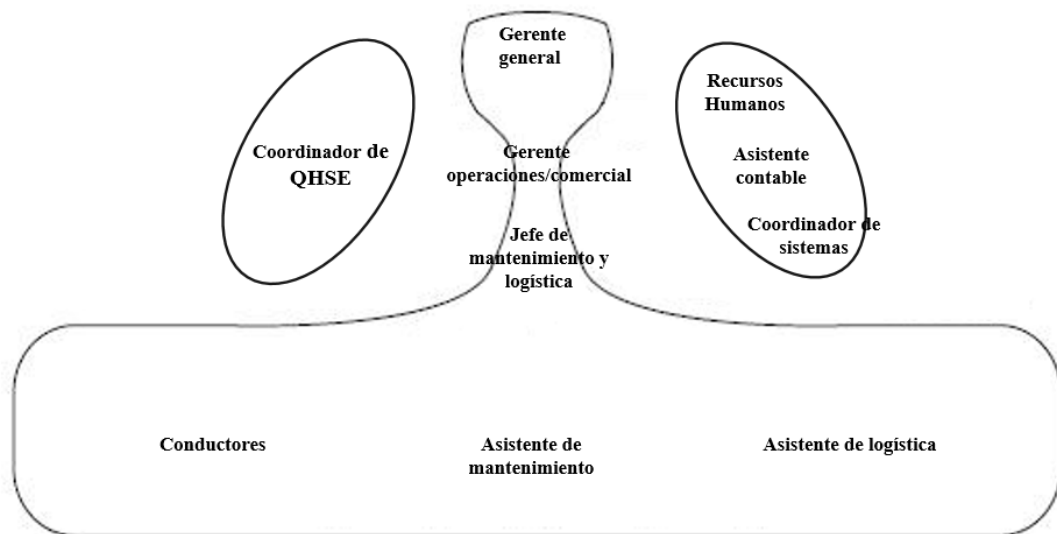 Gerente
general
Coordinador de
QHSE
Gerente
operaciones/comercial
Recursos
Humanos
Asistente
contable
Coordinador de
sistemas
Jefe de
mantenimiento y
logística
Conductores
Asistente de
mantenimiento
Asistente de logística